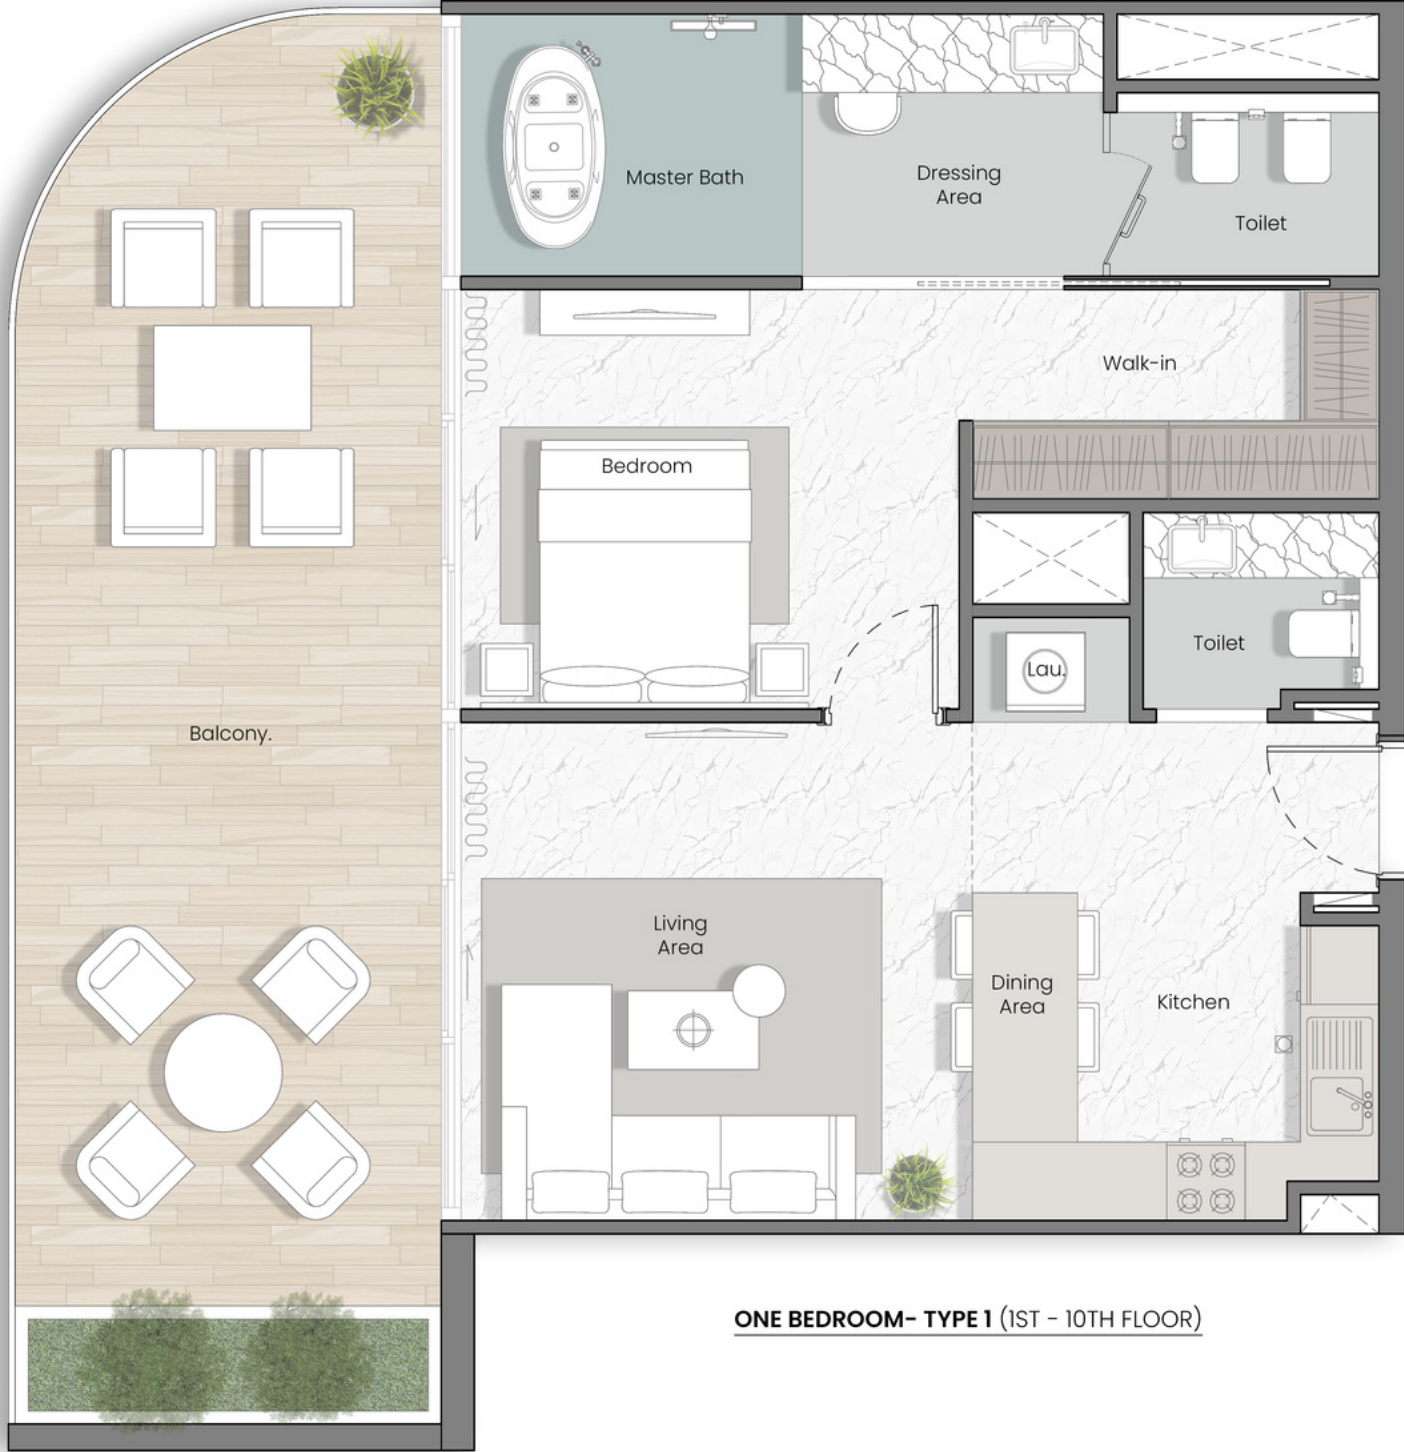 Master Bath
Dressing
Area
Toilet
Walk-in
Bedroom
Toilet
Lau.
Balcony.
Living
Area
Dining
Area
Kitchen
ONE BEDROOM- TYPE 1 (1ST - 10TH FLOOR)